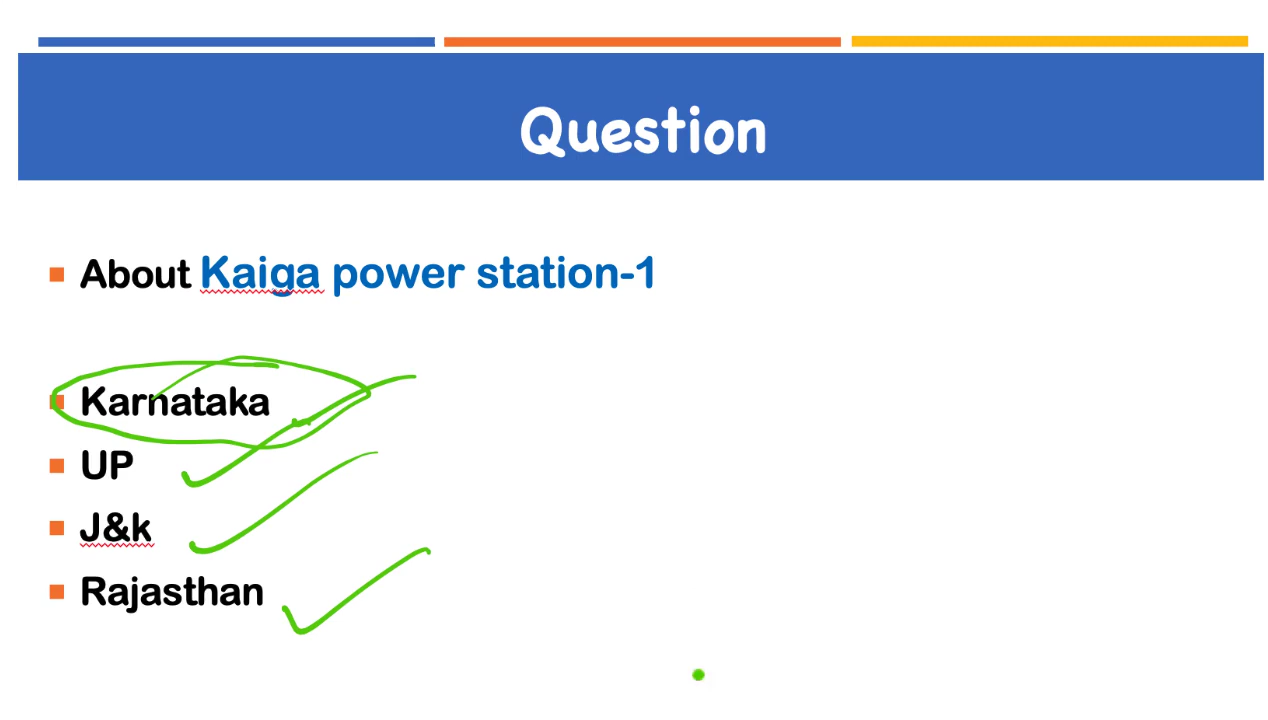 Question
About Kaiga power station-1
Karnataka
UP
J&k
Rajasthan